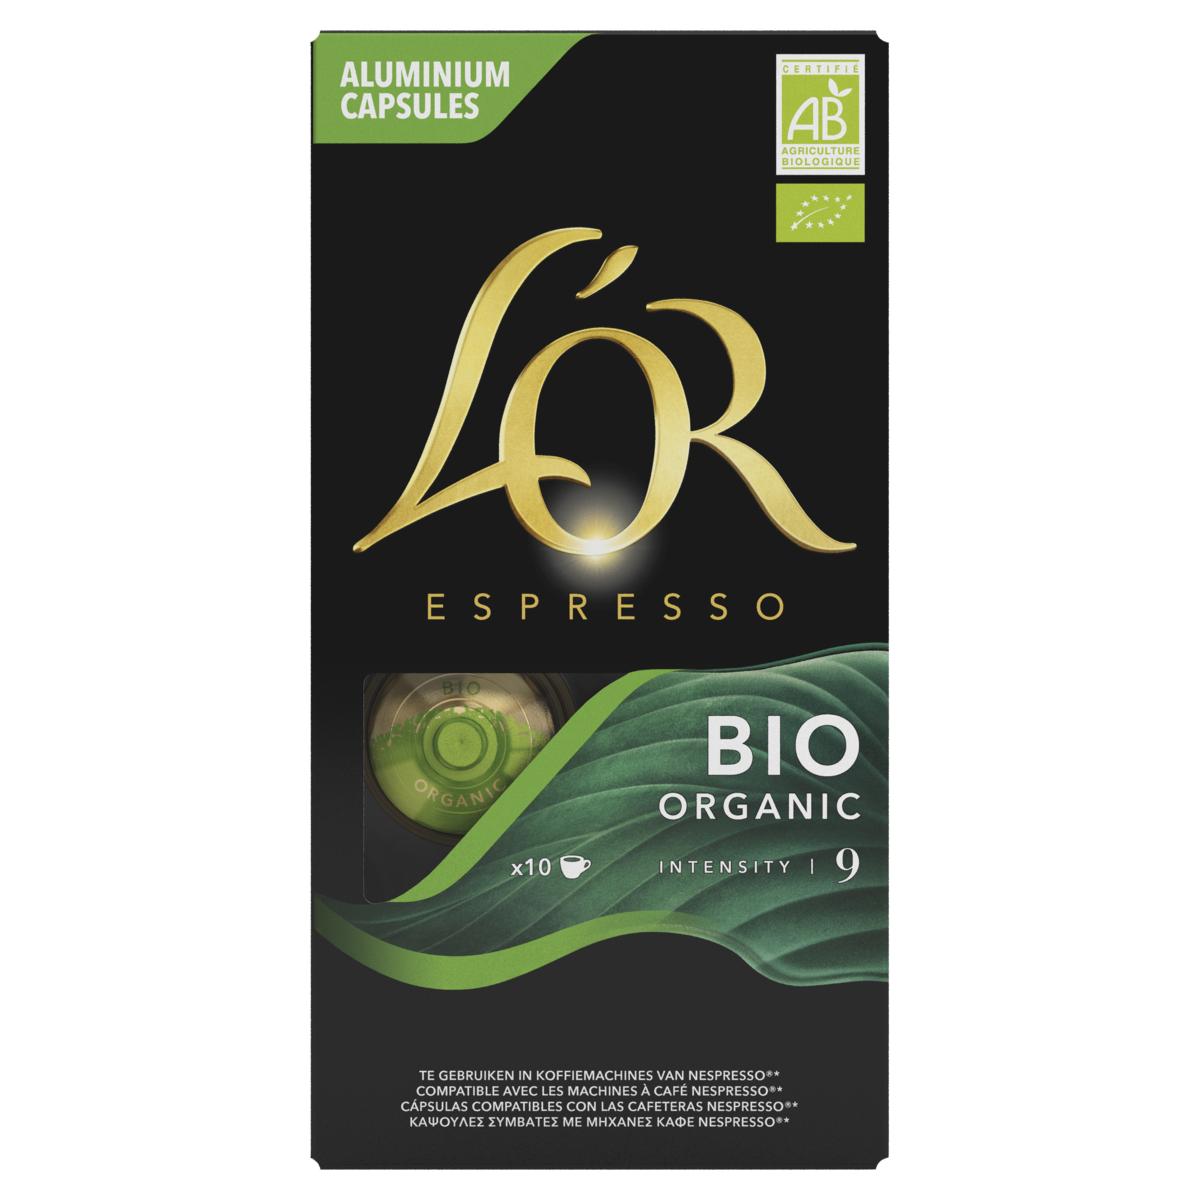 ALUMINIUM
CAPSULES
CERTIFIÉ
AB
AGRICULTURE
BIOLOGIQUE
L'OR
ESPRESSO
BIO
ORGANIC
BIO
ORGANIC
x10
INTENSITY | 9
TE GEBRUIKEN IN KOFFIEMACHINES VAN NESPRESSO®*
COMPATIBLE AVEC LES MACHINES À CAFÉ NESPRESSO®*
CÁPSULAS COMPATIBLES CON LAS CAFETERAS NESPRESSO®*
ΚΑΨΟΥΛΕΣ ΣΥΜΒΑΤΕΣ ΜΕ ΜΗΧΑΝΕΣ ΚΑΦΕ NESPRESSO®*